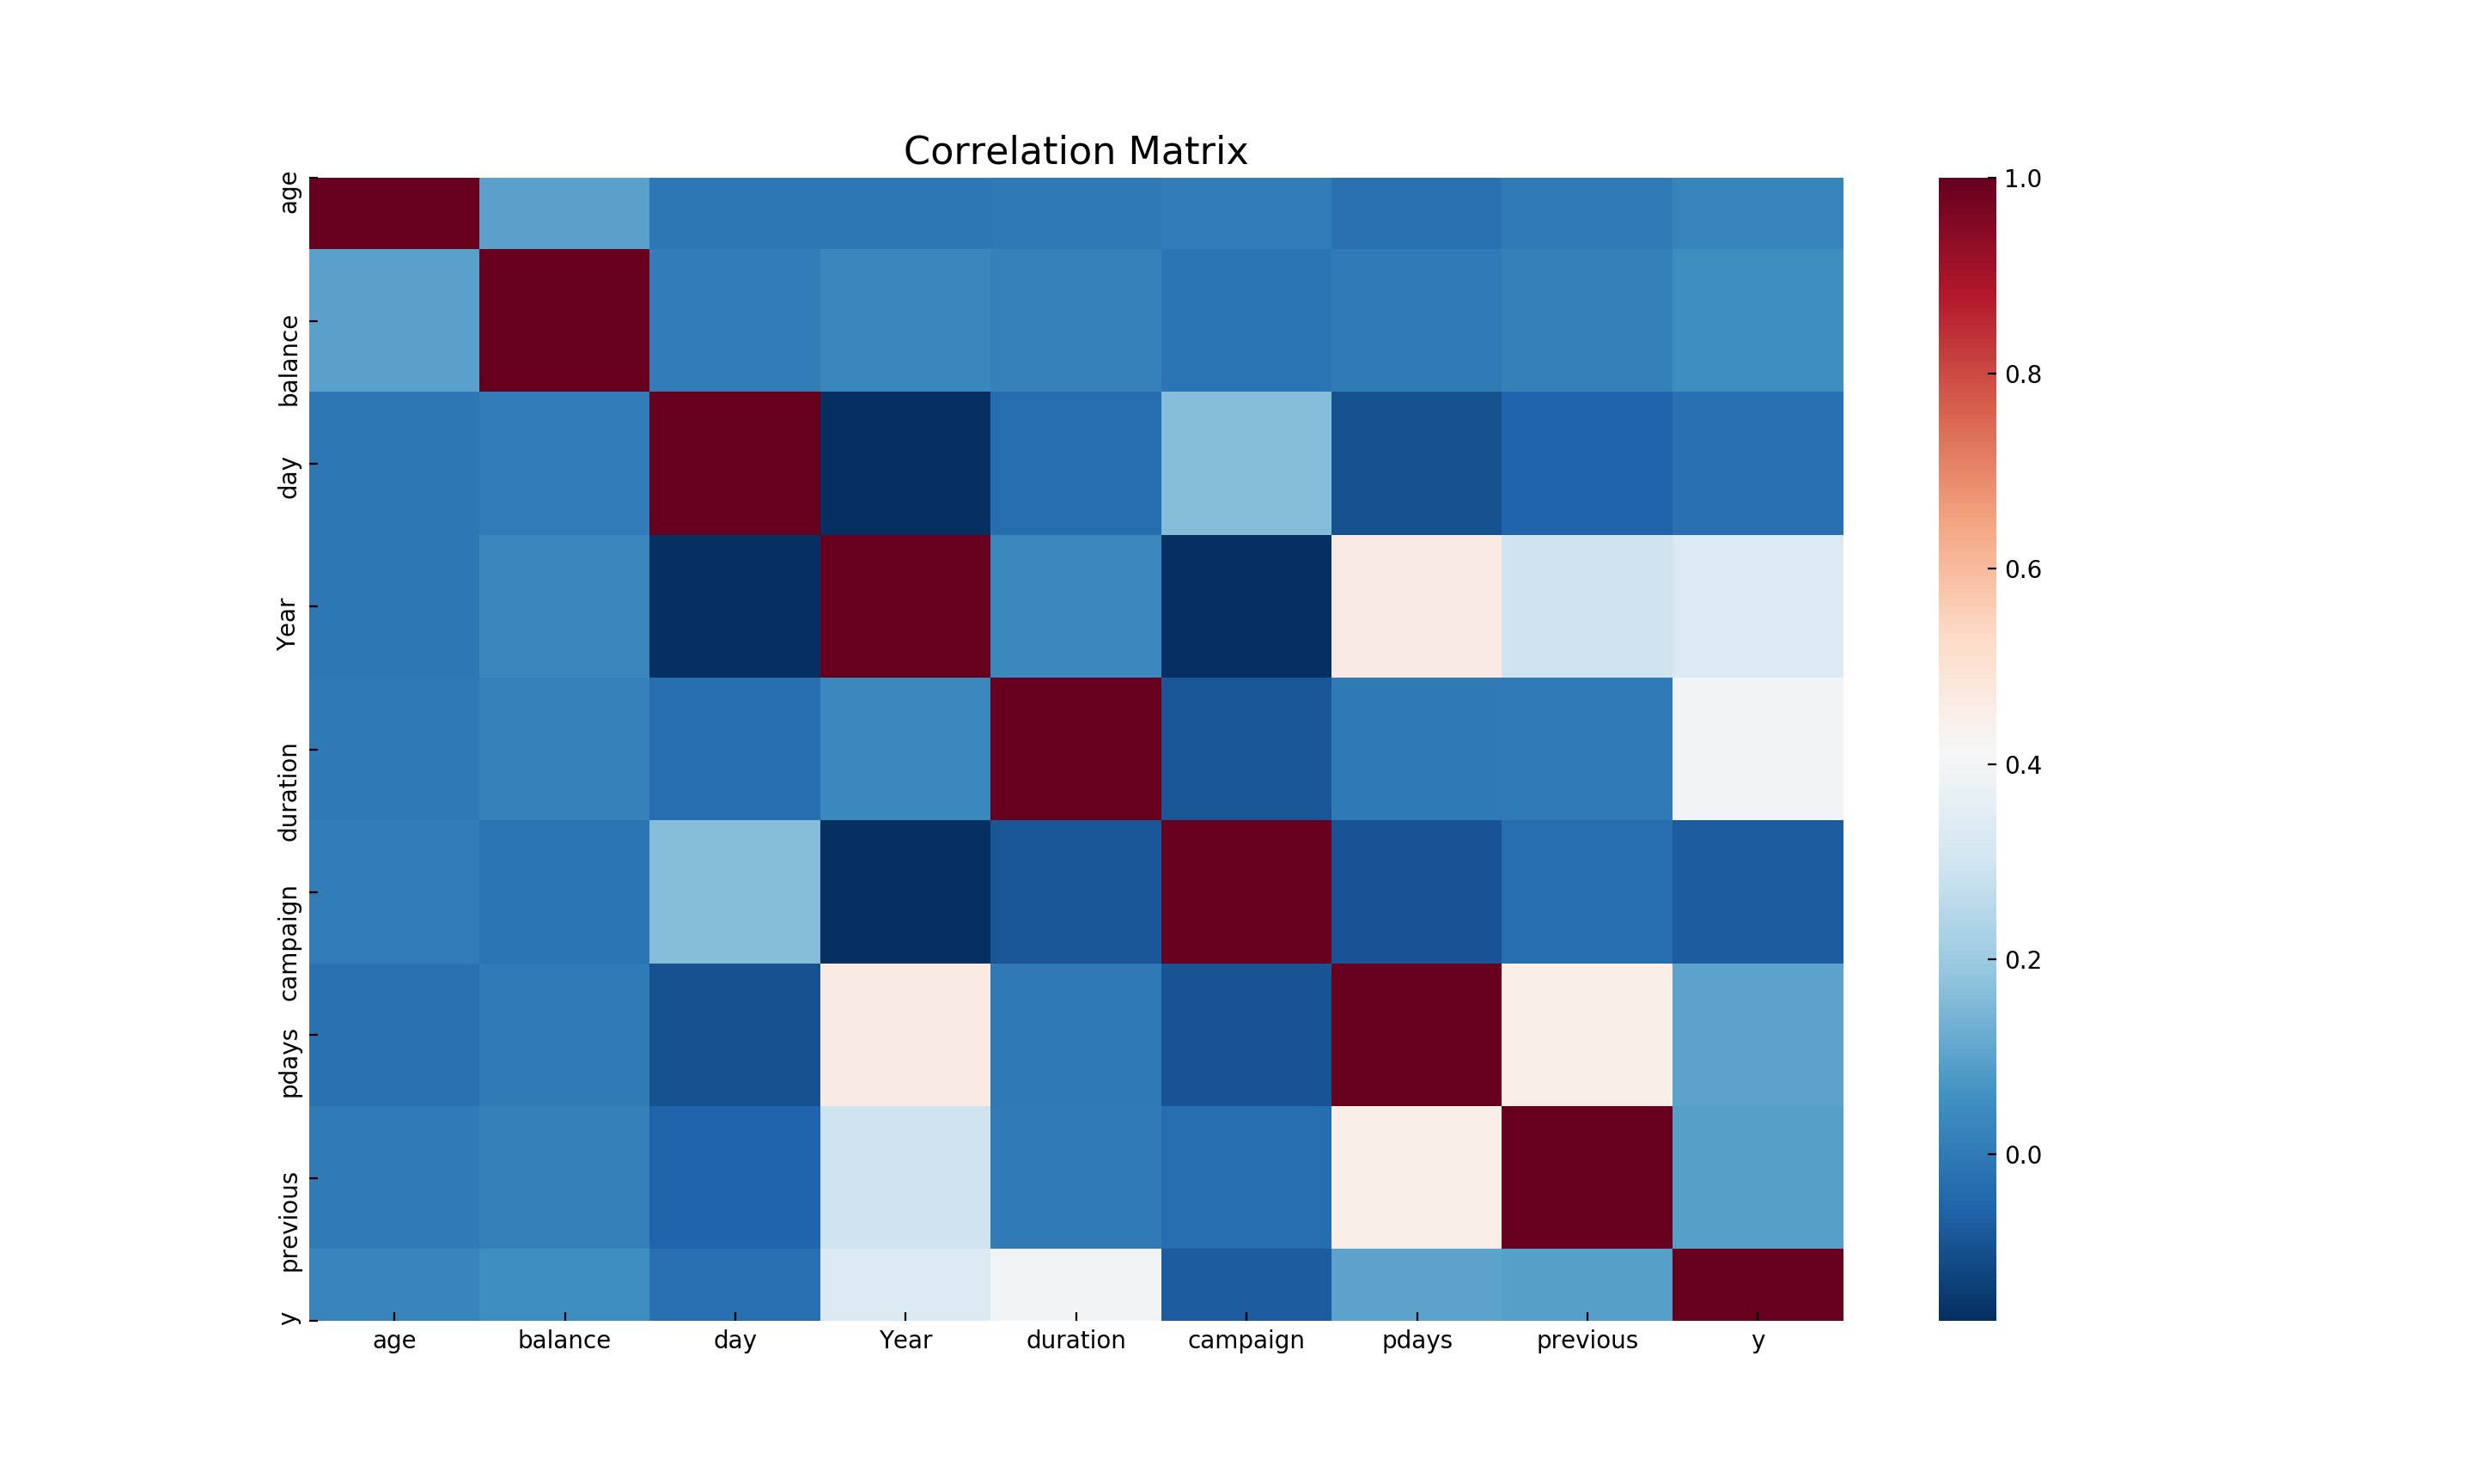 Correlation Matrix
age
balance
day
Year
duration
campaign
pdays
previous
y
age balance day Year duration campaign pdays previous y
1.0
0.8
0.6
0.4
0.2
0.0